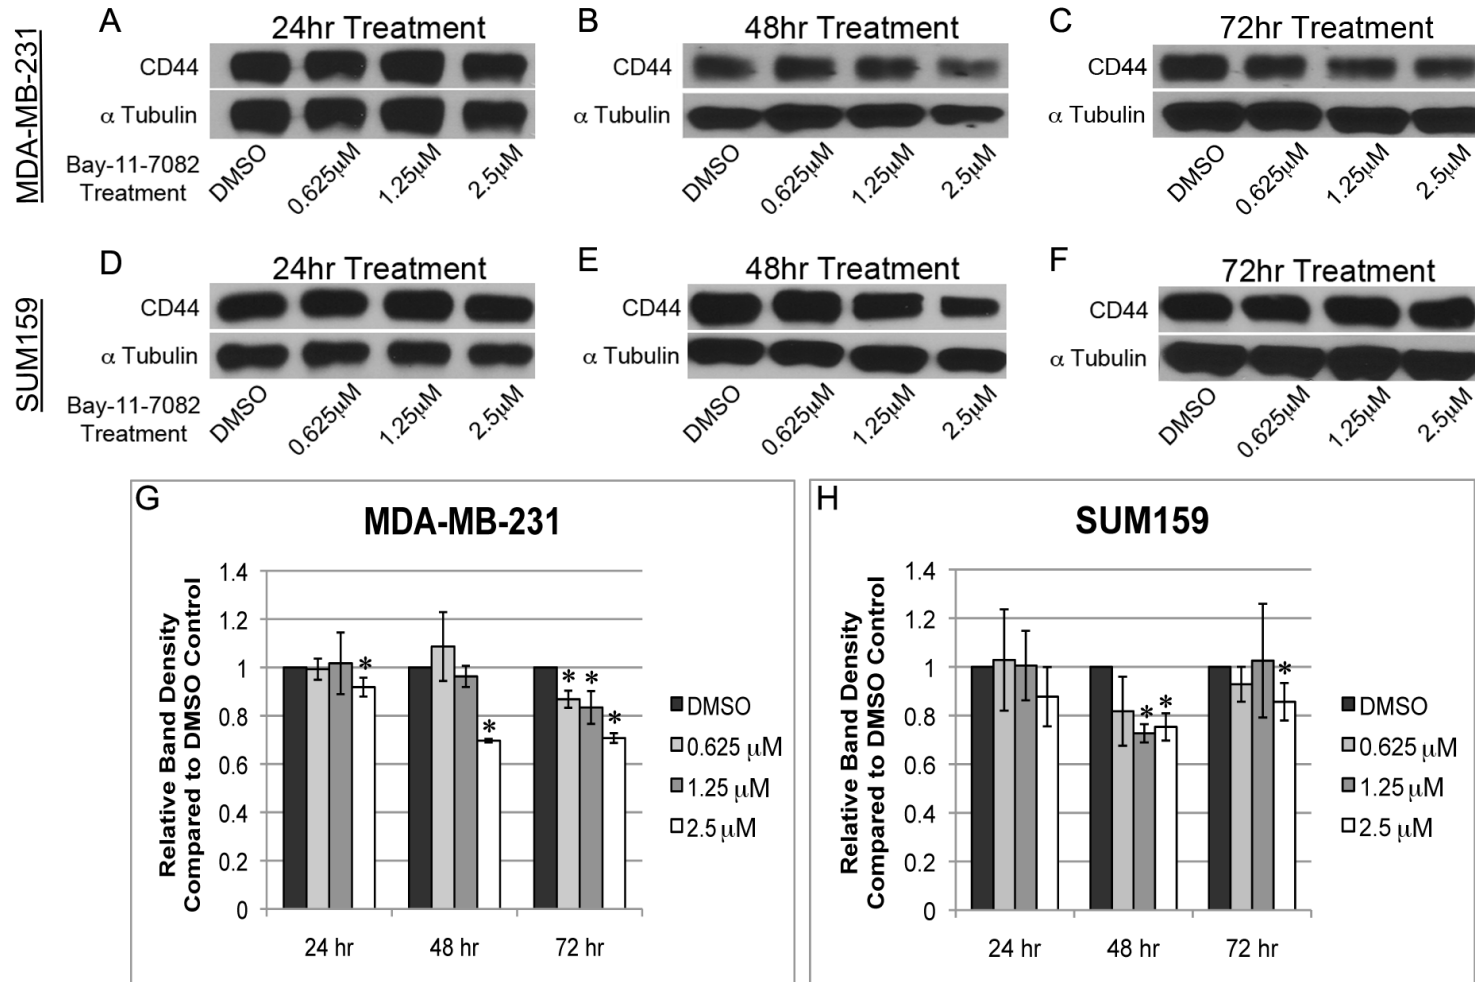 MDA-MB-231
A
24hr Treatment
CD44
α Tubulin
Bay-11-7082
Treatment
DMSO
0.625μM
1.25μM
2.5μM
B
48hr Treatment
CD44
α Tubulin
DMSO
0.625μM
1.25μM
2.5μM
C
72hr Treatment
CD44
α Tubulin
DMSO
0.625μM
1.25μM
2.5μM
SUM159
D
24hr Treatment
CD44
α Tubulin
Bay-11-7082
Treatment
DMSO
0.625μM
1.25μM
2.5μM
E
48hr Treatment
CD44
α Tubulin
DMSO
0.625μM
1.25μM
2.5μM
F
72hr Treatment
CD44
α Tubulin
DMSO
0.625μM
1.25μM
2.5μM
G
MDA-MB-231
Relative Band Density
Compared to DMSO Control
1.4
1.2
1
0.8
0.6
0.4
0.2
0
* * * * *
24 hr
48 hr
72 hr
DMSO
0.625 μM
1.25 μM
2.5 μM
H
SUM159
Relative Band Density
Compared to DMSO Control
1.4
1.2
1
0.8
0.6
0.4
0.2
0
* * *
24 hr
48 hr
72 hr
DMSO
0.625 μM
1.25 μM
2.5 μM